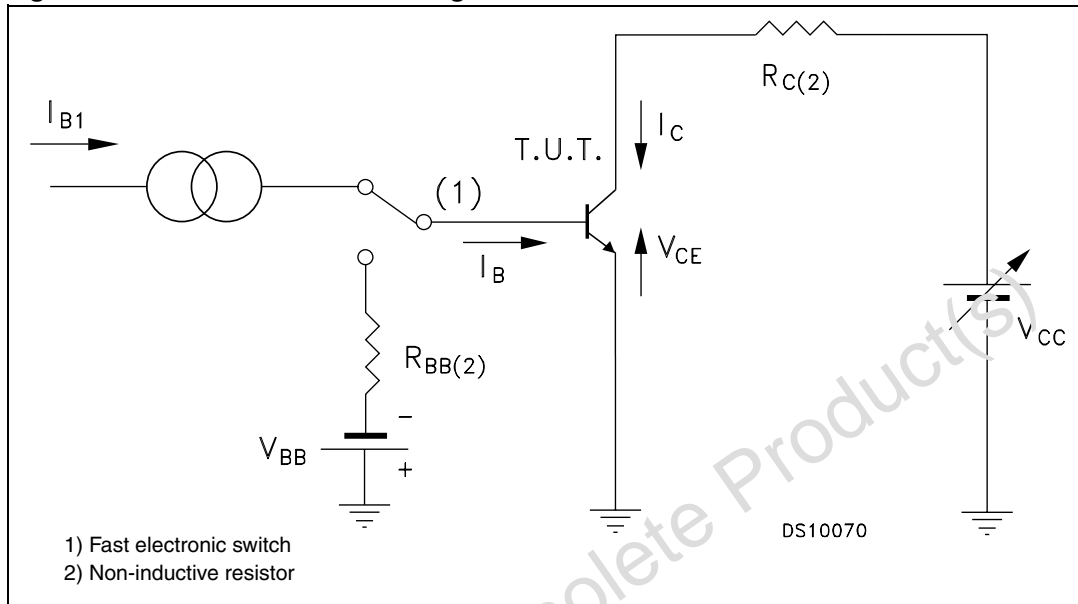 I_B1
R_C(2)
I_C
T.U.T.
(1)
I_B
V_CE
V_CC
R_BB(2)
-
V_BB
+
DS10070
1) Fast electronic switch
2) Non-inductive resistor
olete Product(s)